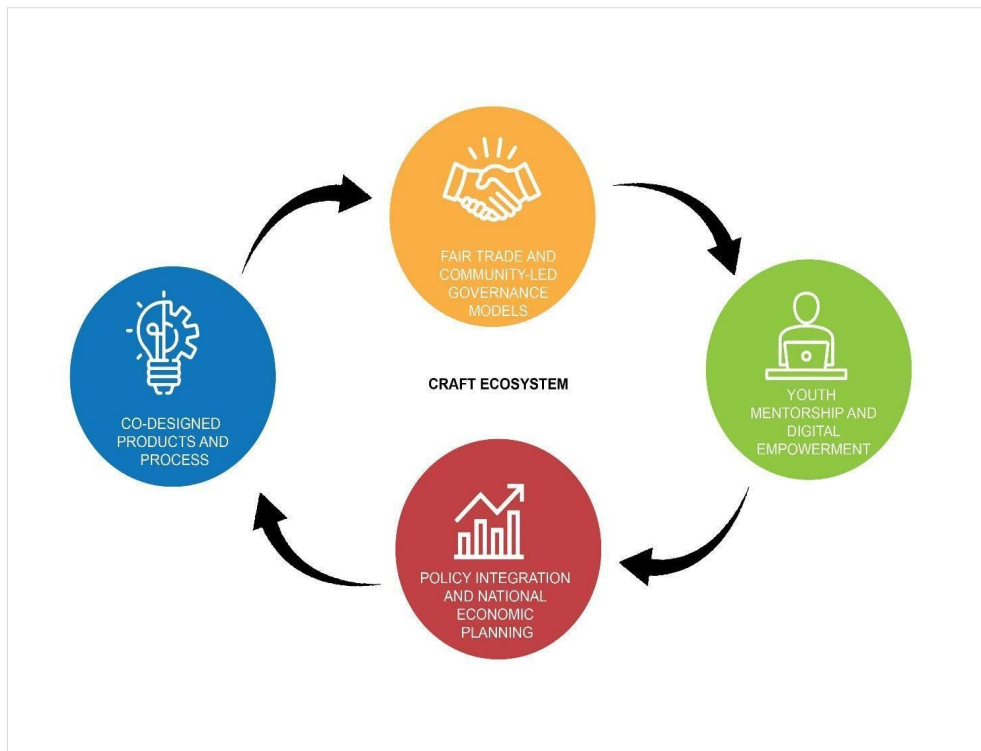 FAIR TRADE AND
COMMUNITY-LED
GOVERNANCE
MODELS
YOUTH
MENTORSHIP AND
DIGITAL
EMPOWERMENT
CRAFT ECOSYSTEM
CO-DESIGNED
PRODUCTS AND
PROCESS
POLICY INTEGRATION
AND NATIONAL
ECONOMIC
PLANNING